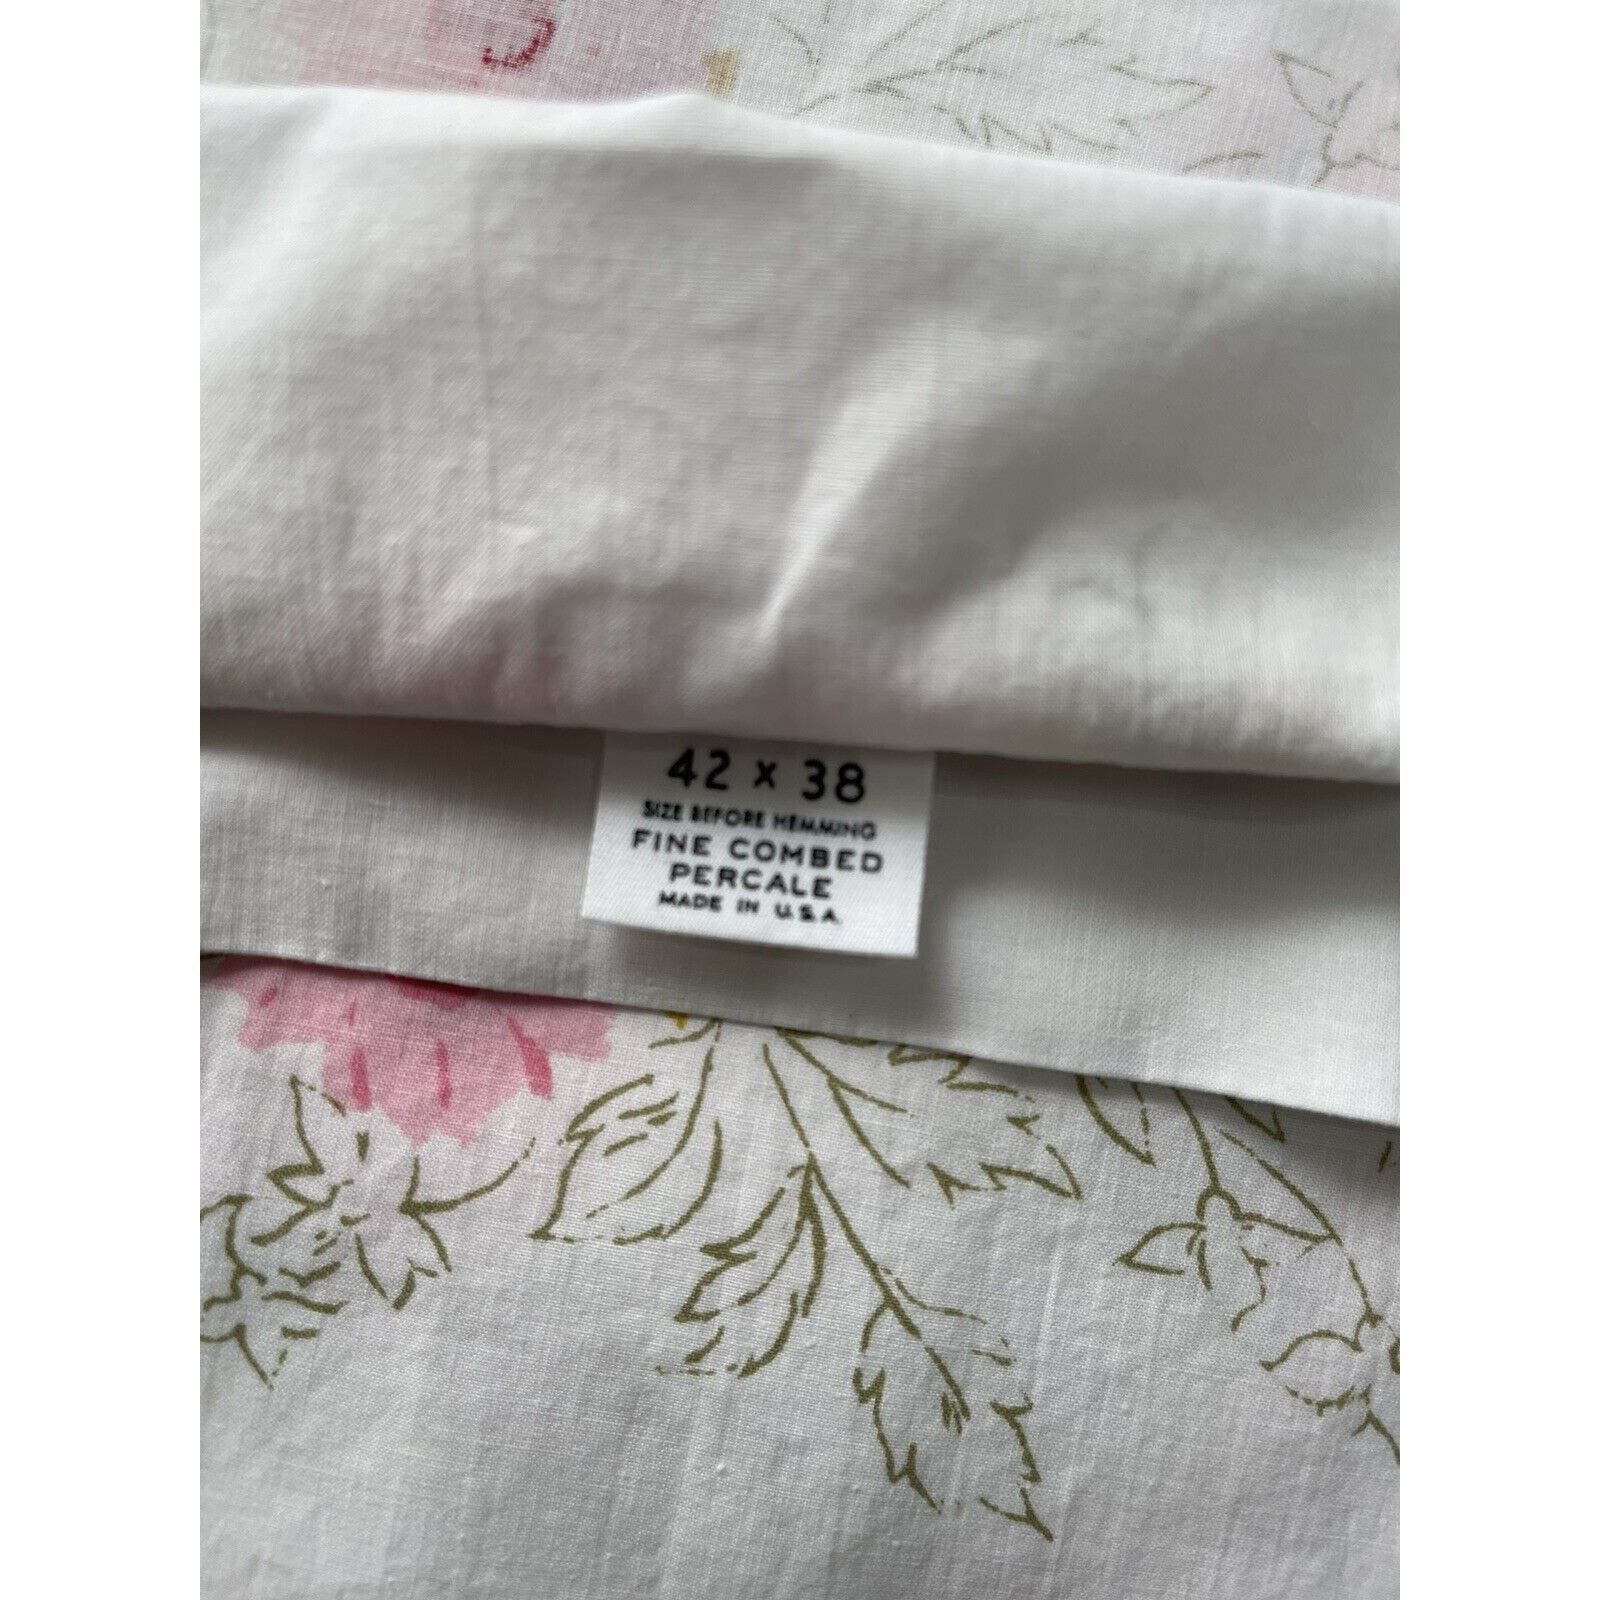 42 x 38
SIZE BEFORE HEMMING
FINE COMBED
PERCALE
MADE IN U.S.A.